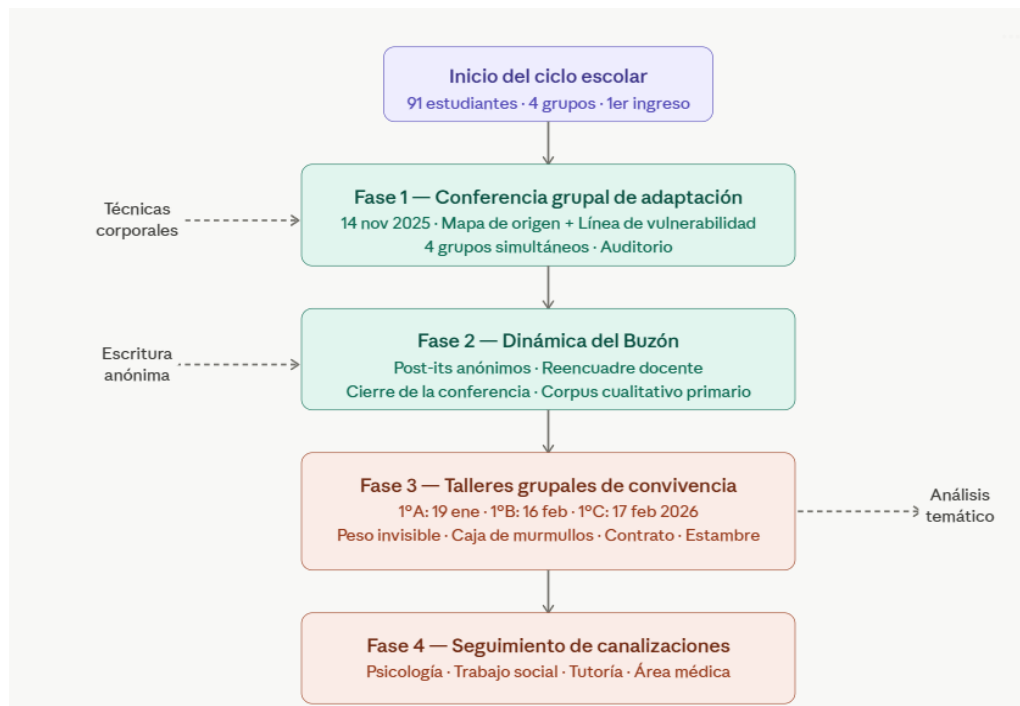 Inicio del ciclo escolar
91 estudiantes · 4 grupos · 1er ingreso
Técnicas
corporales
Fase 1 — Conferencia grupal de adaptación
14 nov 2025 · Mapa de origen + Línea de vulnerabilidad
4 grupos simultáneos · Auditorio
Escritura
anónima
Fase 2 — Dinámica del Buzón
Post-its anónimos · Reencuadre docente
Cierre de la conferencia · Corpus cualitativo primario
Fase 3 — Talleres grupales de convivencia
1°A: 19 ene · 1°B: 16 feb · 1°C: 17 feb 2026
Peso invisible · Caja de murmullos · Contrato · Estambre
Análisis
temático
Fase 4 — Seguimiento de canalizaciones
Psicología · Trabajo social · Tutoría · Área médica